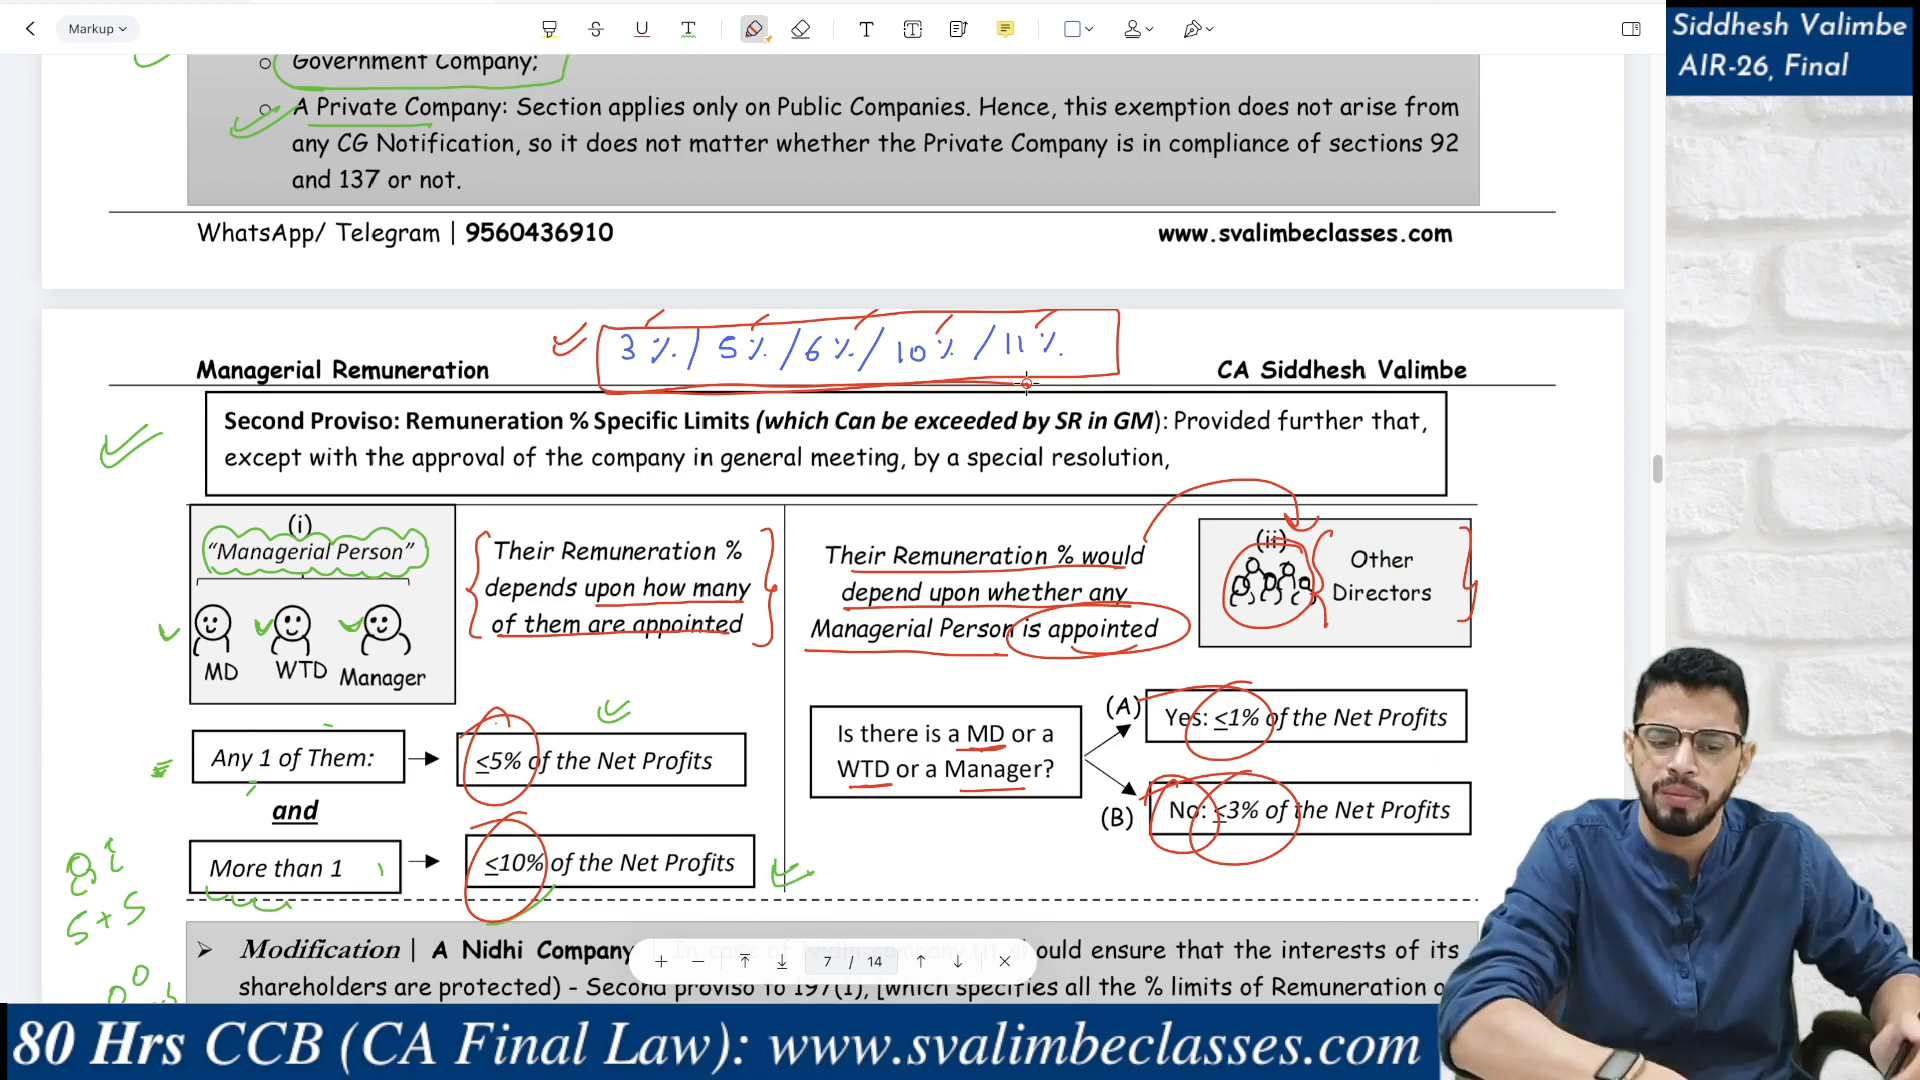 Markup
Siddhesh Valimbe
AIR-26, Final
Government Company;
A Private Company: Section applies only on Public Companies. Hence, this exemption does not arise from
any CG Notification, so it does not matter whether the Private Company is in compliance of sections 92
and 137 or not.
WhatsApp/ Telegram | 9560436910
www.svalimbeclasses.com
3 % / 5 % / 6 % / 10 % / 11 %
Managerial Remuneration
CA Siddhesh Valimbe
Second Proviso: Remuneration % Specific Limits (which Can be exceeded by SR in GM): Provided further that,
except with the approval of the company in general meeting, by a special resolution,
(i)
"Managerial Person"
MD
WTD
Manager
Their Remuneration %
depends upon how many
of them are appointed
Their Remuneration % would
depend upon whether any
Managerial Person is appointed
(ii)
Other
Directors
Any 1 of Them:
≤5% of the Net Profits
and
More than 1
≤10% of the Net Profits
Is there is a MD or a
WTD or a Manager?
(A)
Yes: ≤1% of the Net Profits
(B)
No: ≤3% of the Net Profits
5 + 5
➢ Modification | A Nidhi Company
should ensure that the interests of its
shareholders are protected) - Second proviso to 197(1), [which specifies all the % limits of Remuneration
7 / 14
80 Hrs CCB (CA Final Law): www.svalimbeclasses.com